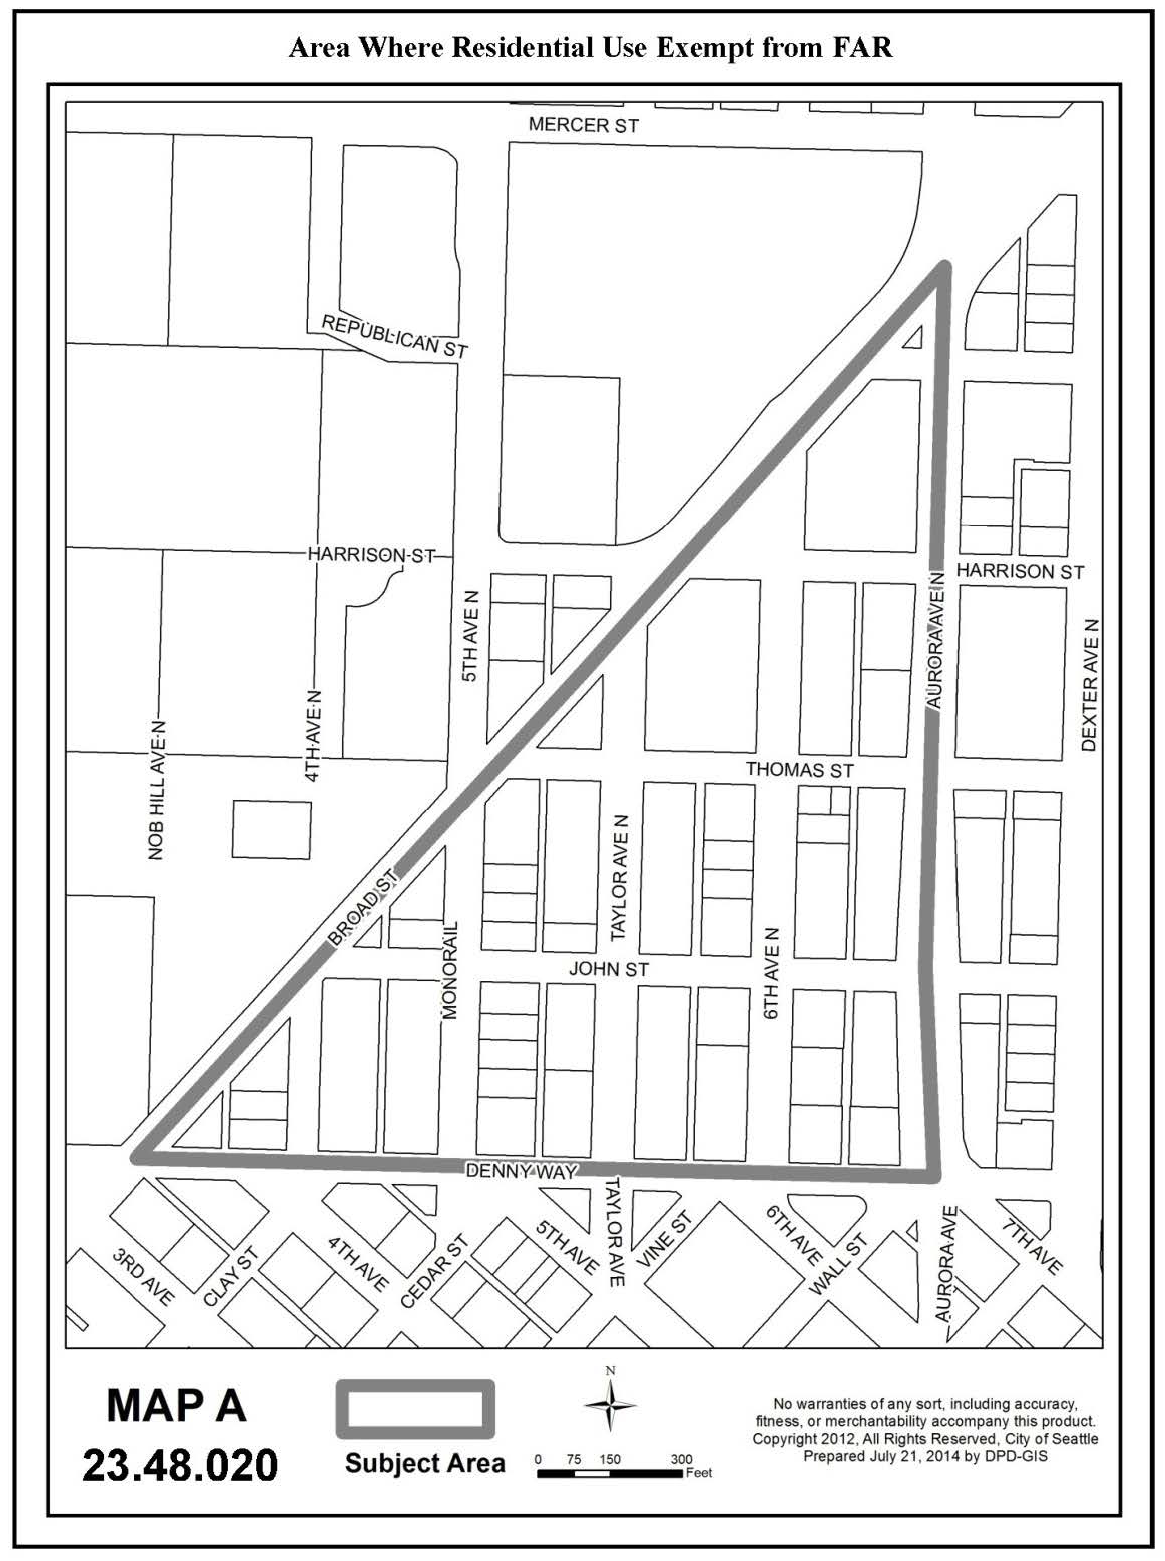 Area Where Residential Use Exempt from FAR
MERCER ST
REPUBLICAN ST
HARRISON ST
HARRISON ST
5TH AVE N
AURORA AVE N
DEXTER AVE N
4TH AVE N
NOB HILL AVE N
THOMAS ST
TAYLOR AVE N
BROAD ST
MONORAIL
JOHN ST
6TH AVE N
DENNY WAY
3RD AVE
CLAY ST
4TH AVE
CEDAR ST
5TH AVE
TAYLOR AVE
VINE ST
6TH AVE
WALL ST
AURORA AVE
7TH AVE
MAP A
23.48.020
Subject Area
N
0 75 150 300
Feet
No warranties of any sort, including accuracy,
fitness, or merchantability accompany this product.
Copyright 2012, All Rights Reserved, City of Seattle
Prepared July 21, 2014 by DPD-GIS